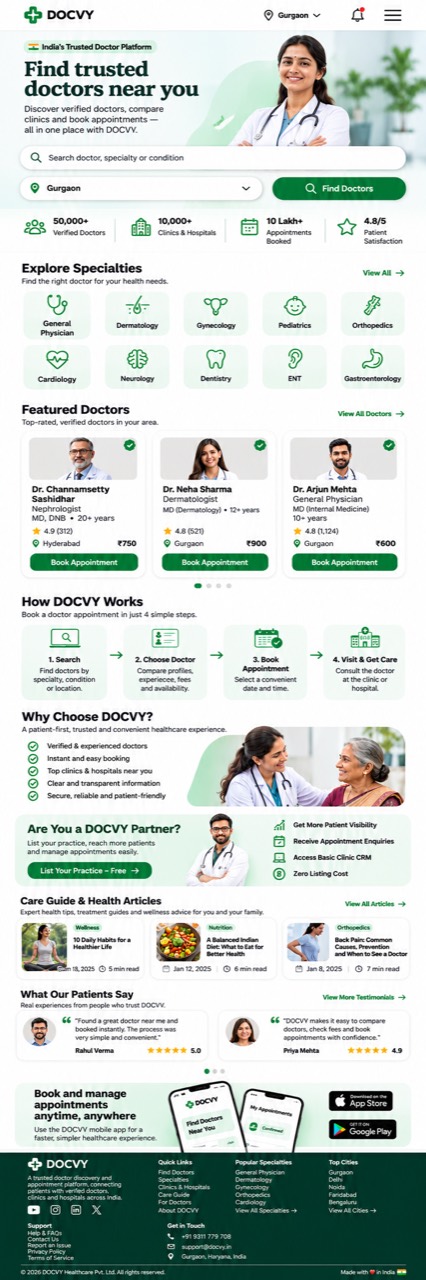 DOCVY
Gurgaon
India's Trusted Doctor Platform
Find trusted
doctors near you
Discover verified doctors, compare
clinics and book appointments —
all in one place with DOCVY.
Search doctor, specialty or condition
Gurgaon
Find Doctors
50,000+
Verified Doctors
10,000+
Clinics & Hospitals
10 Lakh+
Appointments
Booked
4.8/5
Patient
Satisfaction
Explore Specialties
Find the right doctor for your health needs.
View All →
General
Physician
Dermatology
Gynecology
Pediatrics
Orthopedics
Cardiology
Neurology
Dentistry
ENT
Gastroenterology
Featured Doctors
Top-rated, verified doctors in your area.
View All Doctors →
Dr. Channamsetty
Sashidhar
Nephrologist
MD, DNB • 20+ years
4.9 (312)
Hyderabad ₹750
Book Appointment
Dr. Neha Sharma
Dermatologist
MD (Dermatology) • 12+ years
4.8 (521)
Gurgaon ₹900
Book Appointment
Dr. Arjun Mehta
General Physician
MD (Internal Medicine)
10+ years
4.8 (1,124)
Gurgaon ₹600
Book Appointment
How DOCVY Works
Book a doctor appointment in just 4 simple steps.
1. Search
Find doctors by
specialty, condition
or location.
2. Choose Doctor
Compare profiles,
experiecee, fees
and availability.
3. Book
Appointment
Select a convenient
date and time.
4. Visit & Get Care
Consult the doctor
at the clinic or
hospital.
Why Choose DOCVY?
A patient-first, trusted and convenient healthcare experience.
Verified & experienced doctors
Instant and easy booking
Top clinics & hospitals near you
Clear and transparent information
Secure, reliable and patient-friendly
Are You a DOCVY Partner?
List your practice, reach more patients
and manage appointments easily.
List Your Practice – Free →
Get More Patient Visibility
Receive Appointment Enquiries
Access Basic Clinic CRM
Zero Listing Cost
Care Guide & Health Articles
Expert health tips, treatment guides and wellness advice for you and your family.
View All Articles →
Wellness
10 Daily Habits for a
Healthier Life
18, 2025 5 min read
Nutrition
A Balanced Indian
Diet: What to Eat for
Better Health
Jan 12, 2025 6 min read
Orthopedics
Back Pain: Common
Causes, Prevention
and When to See a Doctor
Jan 8, 2025 7 min read
What Our Patients Say
Real experiences from people who trust DOCVY.
View More Testimonials →
"Found a great doctor near me and
booked instantly. The process was
very simple and convenient."
Rahul Verma 5.0
"DOCVY makes it easy to compare
doctors, check fees and book
appointments with confidence."
Priya Mehta 4.9
Book and manage
appointments
anytime, anywhere
Use the DOCVY mobile app for a
faster, simpler healthcare experience.
Find Doctors
Near You
My Appointments
Confirmed
Download on the
App Store
GET IT ON
Google Play
DOCVY
A trusted doctor discovery and
appointment platform, connecting
patients with verified doctors,
clinics and hospitals across India.
Quick Links
Find Doctors
Specialties
Clinics & Hospitals
Care Guide
For Doctors
About DOCVY
Popular Specialties
General Physician
Dermatology
Gynecology
Orthopedics
Cardiology
View All Specialties →
Top Cities
Gurgaon
Delhi
Noida
Faridabad
Bengaluru
View All Cities →
Support
Help & FAQs
Contact Us
Report an Issue
Privacy Policy
Terms of Service
Get in Touch
+91 9311 779 708
support@docvy.in
Gurgaon, Haryana, India
© 2026 DOCVY Healthcare Pvt. Ltd. All rights reserved.
Made with ❤ in India 🇮🇳